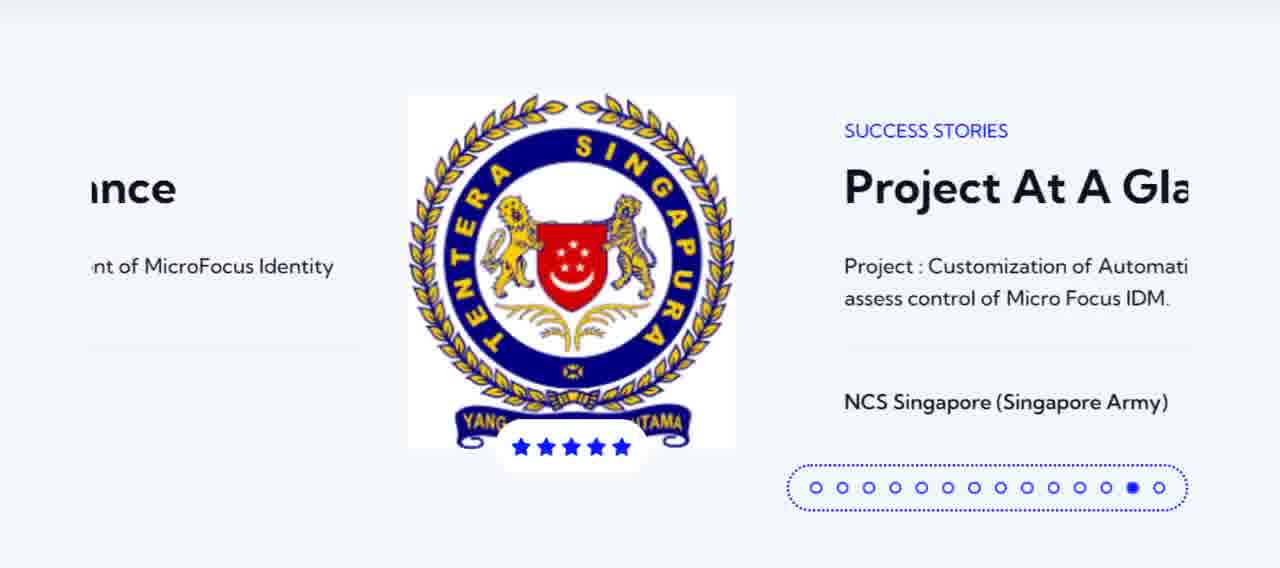 ance
nt of MicroFocus Identity
TENTERA SINGAPURA
YANG UTAMA
SUCCESS STORIES
Project At A Gla
Project : Customization of Automati
assess control of Micro Focus IDM.
NCS Singapore (Singapore Army)